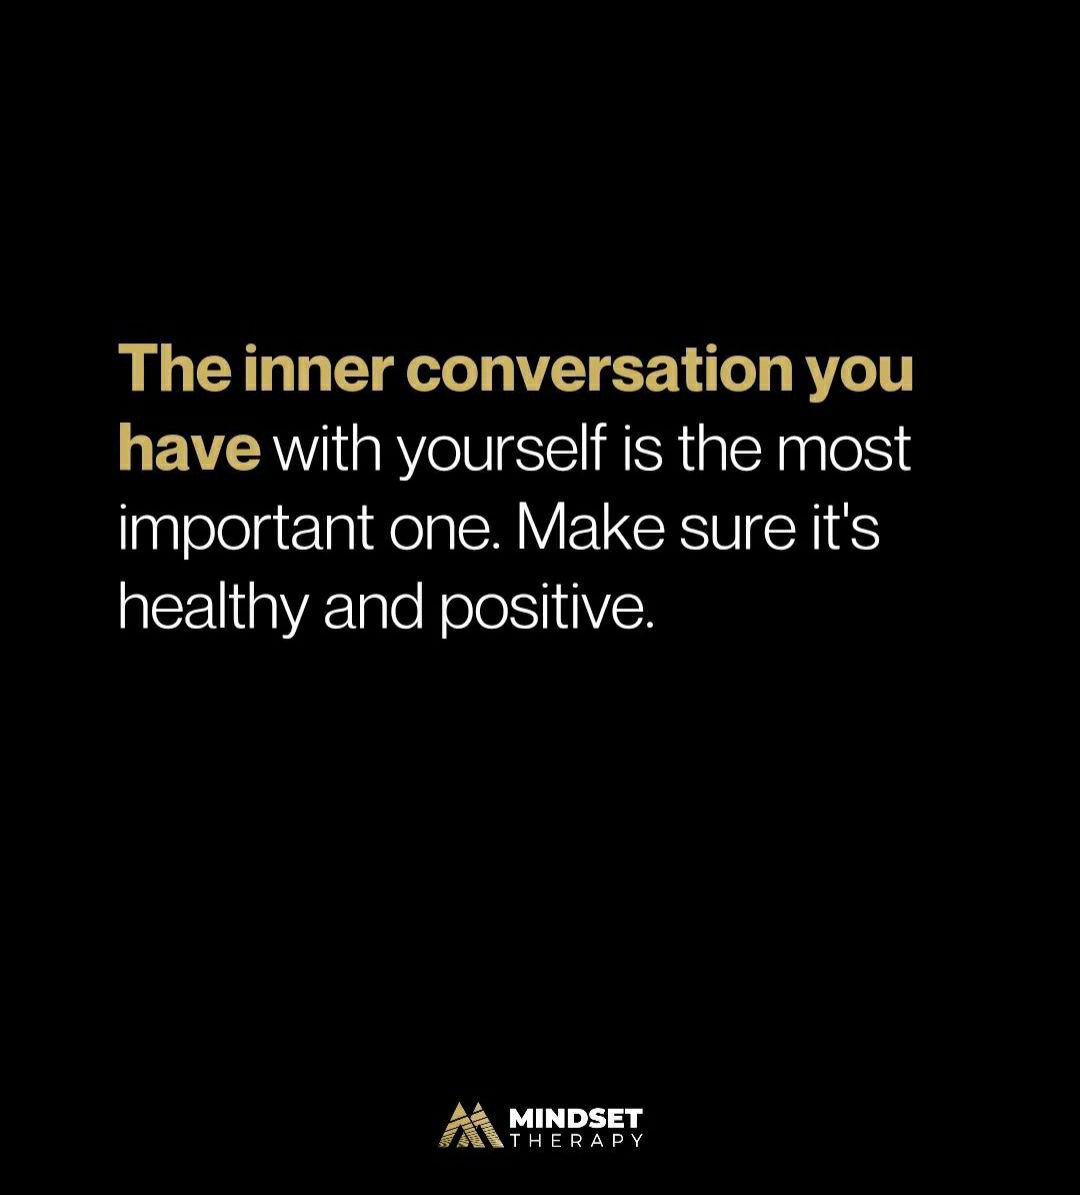 The inner conversation you
have with yourself is the most
important one. Make sure it's
healthy and positive.
MINDSET
THERAPY